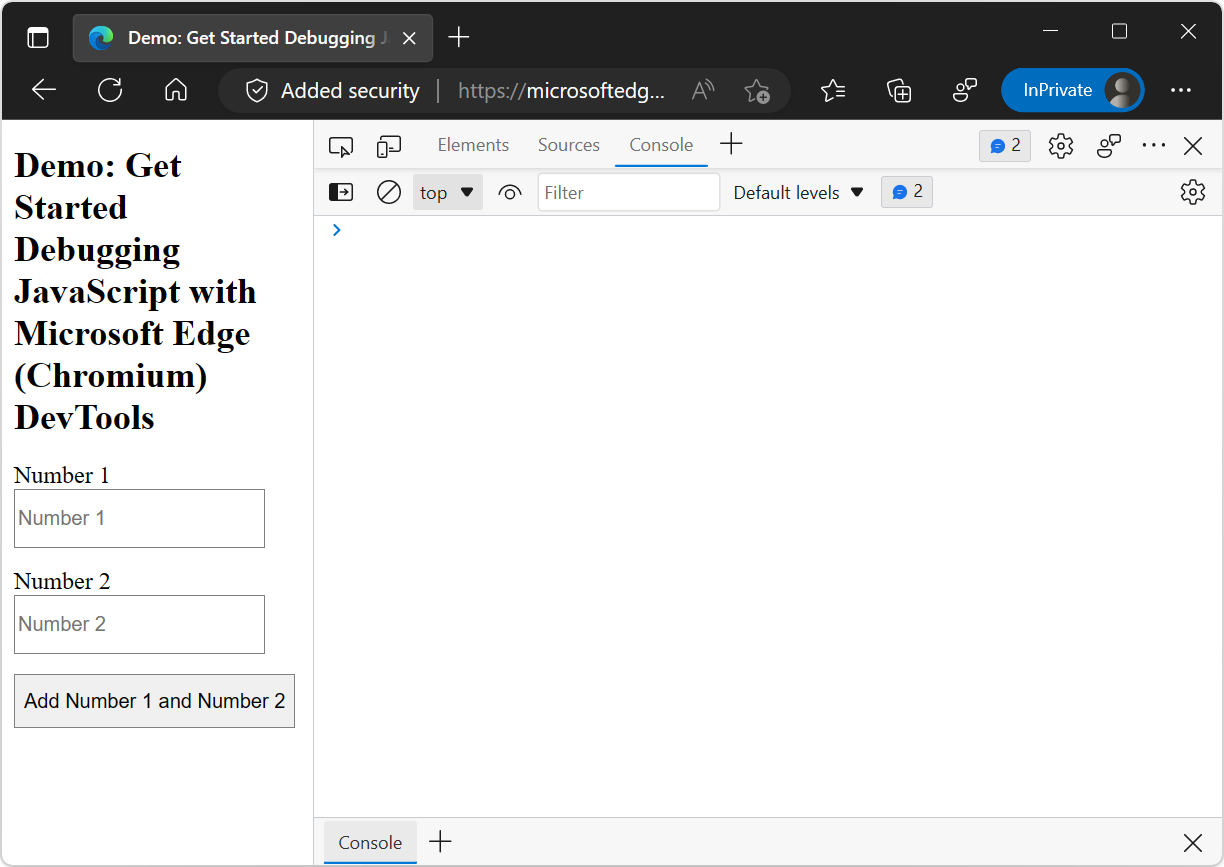 Demo: Get Started Debugging J
Added security
https://microsoftedg...
InPrivate
Demo: Get
Started
Debugging
JavaScript with
Microsoft Edge
(Chromium)
DevTools
Number 1
Number 1
Number 2
Number 2
Add Number 1 and Number 2
Elements Sources Console 2
top Filter Default levels 2
Console